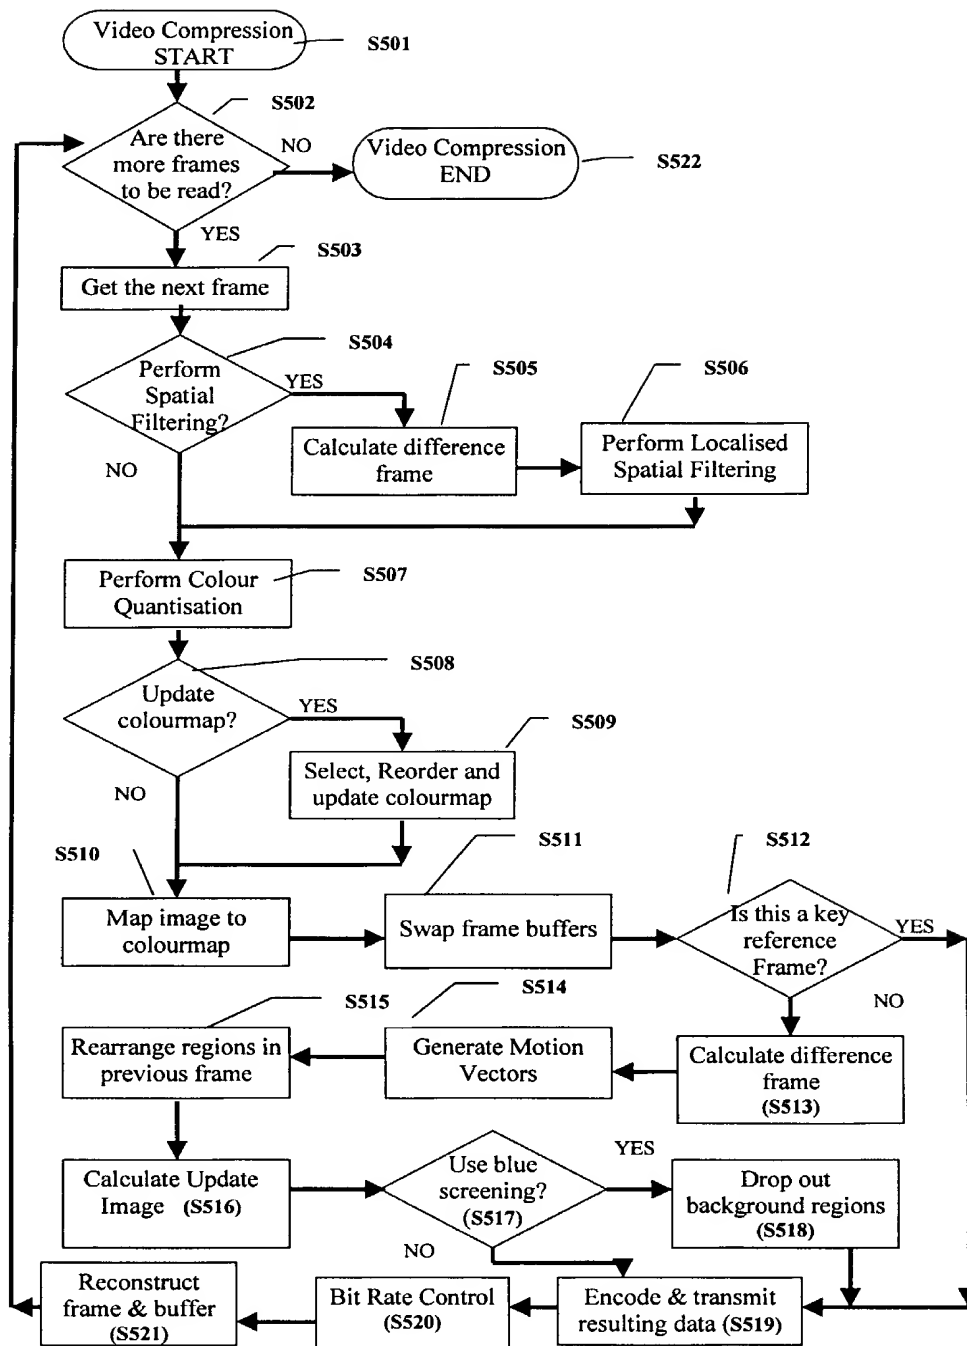 Video Compression
START
S501
S502
Are there
more frames
to be read?
NO
Video Compression
END
S522
YES
S503
Get the next frame
S504
Perform
Spatial
Filtering?
YES
S505
S506
Calculate difference
frame
Perform Localised
Spatial Filtering
NO
Perform Colour
Quantisation
S507
S508
Update
colourmap?
YES
S509
Select, Reorder and
update colourmap
NO
S510
S511
S512
Map image to
colourmap
Swap frame buffers
Is this a key
reference
Frame?
YES
NO
S515
S514
Rearrange regions in
previous frame
Generate Motion
Vectors
Calculate difference
frame
(S513)
Calculate Update
Image (S516)
Use blue
screening?
(S517)
YES
Drop out
background regions
(S518)
NO
Reconstruct
frame & buffer
(S521)
Bit Rate Control
(S520)
Encode & transmit
resulting data (S519)